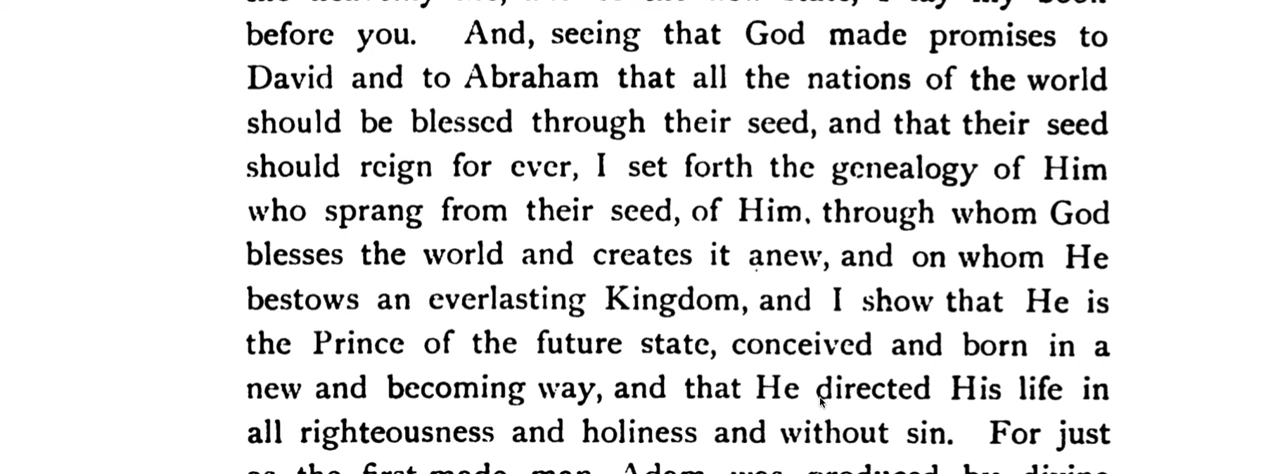 before you. And, seeing that God made promises to
David and to Abraham that all the nations of the world
should be blessed through their seed, and that their seed
should reign for ever, I set forth the genealogy of Him
who sprang from their seed, of Him, through whom God
blesses the world and creates it anew, and on whom He
bestows an everlasting Kingdom, and I show that He is
the Prince of the future state, conceived and born in a
new and becoming way, and that He directed His life in
all righteousness and holiness and without sin. For just